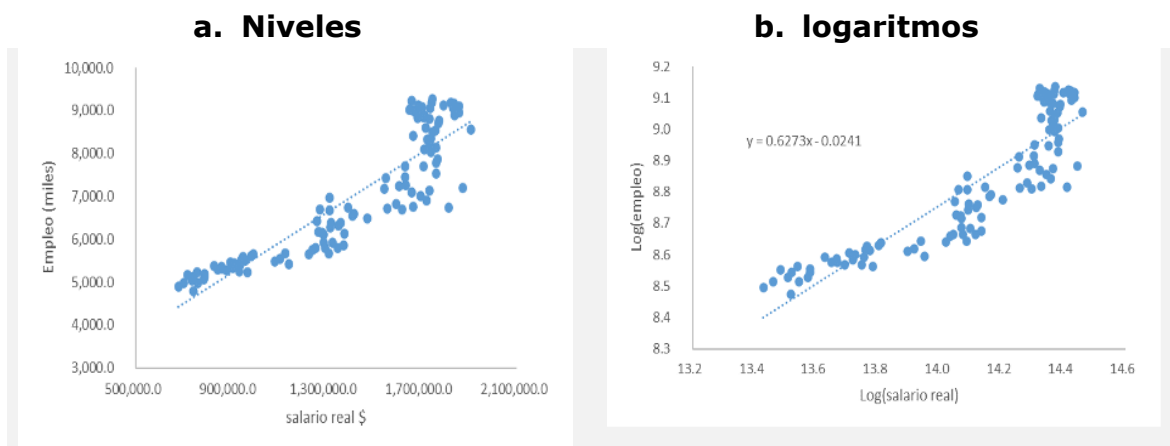 a. Niveles
10,000.0
9,000.0
8,000.0
7,000.0
6,000.0
5,000.0
4,000.0
3,000.0
Empleo (miles)
500,000.0 900,000.0 1,300,000.0 1,700,000.0 2,100,000.0
salario real $
b. logaritmos
9.2
9.1
9.0
8.9
8.8
8.7
8.6
8.5
8.4
8.3
Log(empleo)
y = 0.6273x - 0.0241
13.2 13.4 13.6 13.8 14.0 14.2 14.4 14.6
Log(salario real)